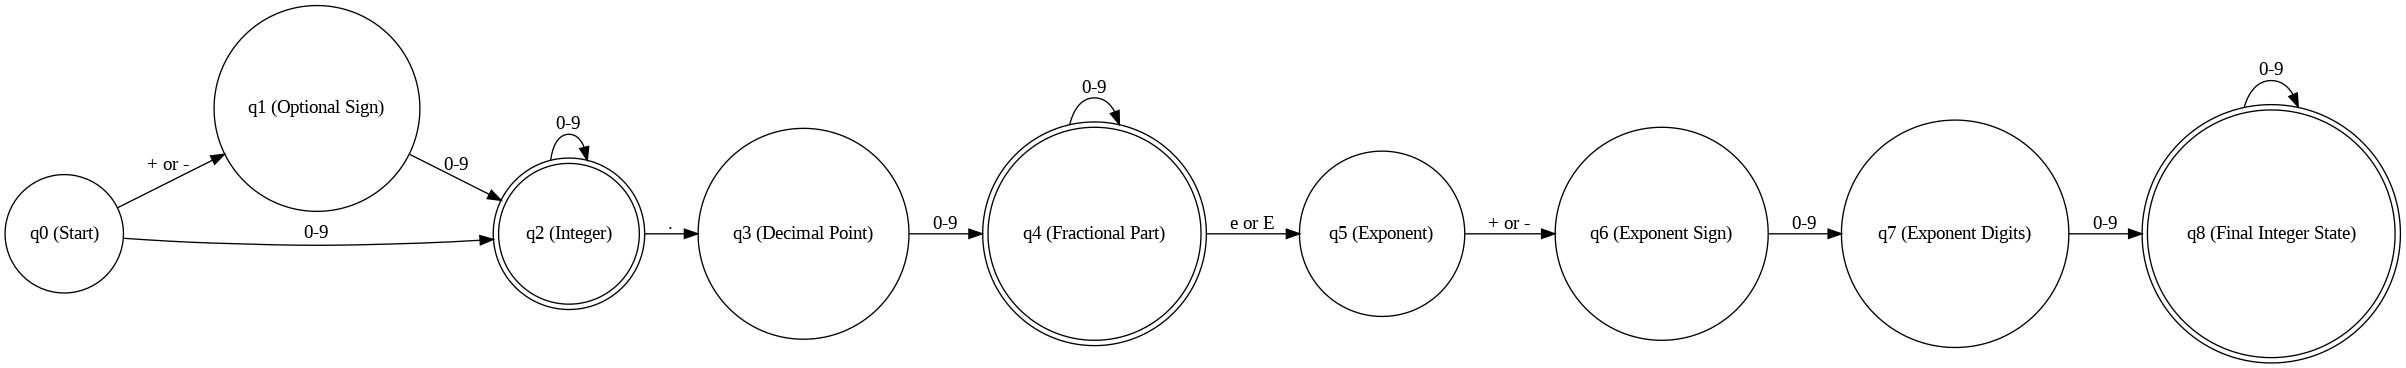 q0 (Start)
+ or -
q1 (Optional Sign)
0-9
0-9
q2 (Integer)
0-9
.
q3 (Decimal Point)
0-9
q4 (Fractional Part)
0-9
e or E
q5 (Exponent)
+ or -
q6 (Exponent Sign)
0-9
q7 (Exponent Digits)
0-9
q8 (Final Integer State)
0-9